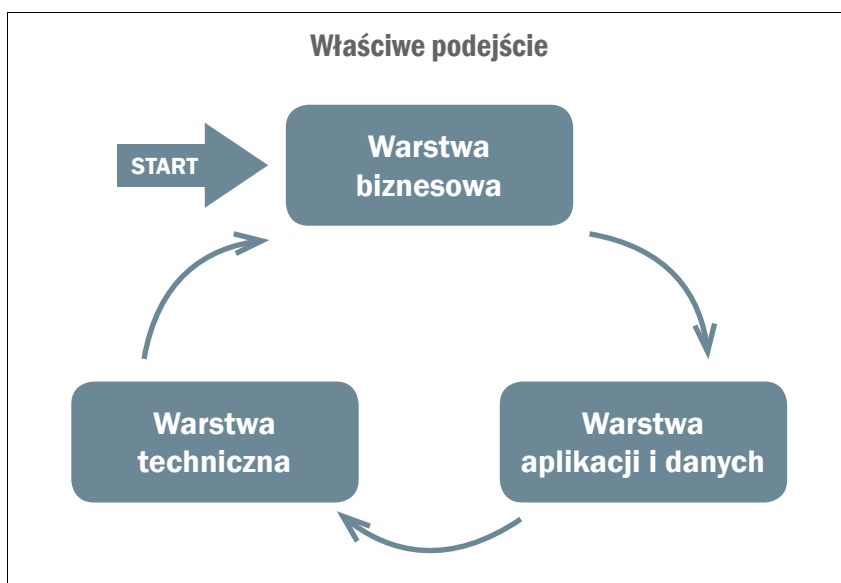 Właściwe podejście
START
Warstwa
biznesowa
Warstwa
techniczna
Warstwa
aplikacji i danych